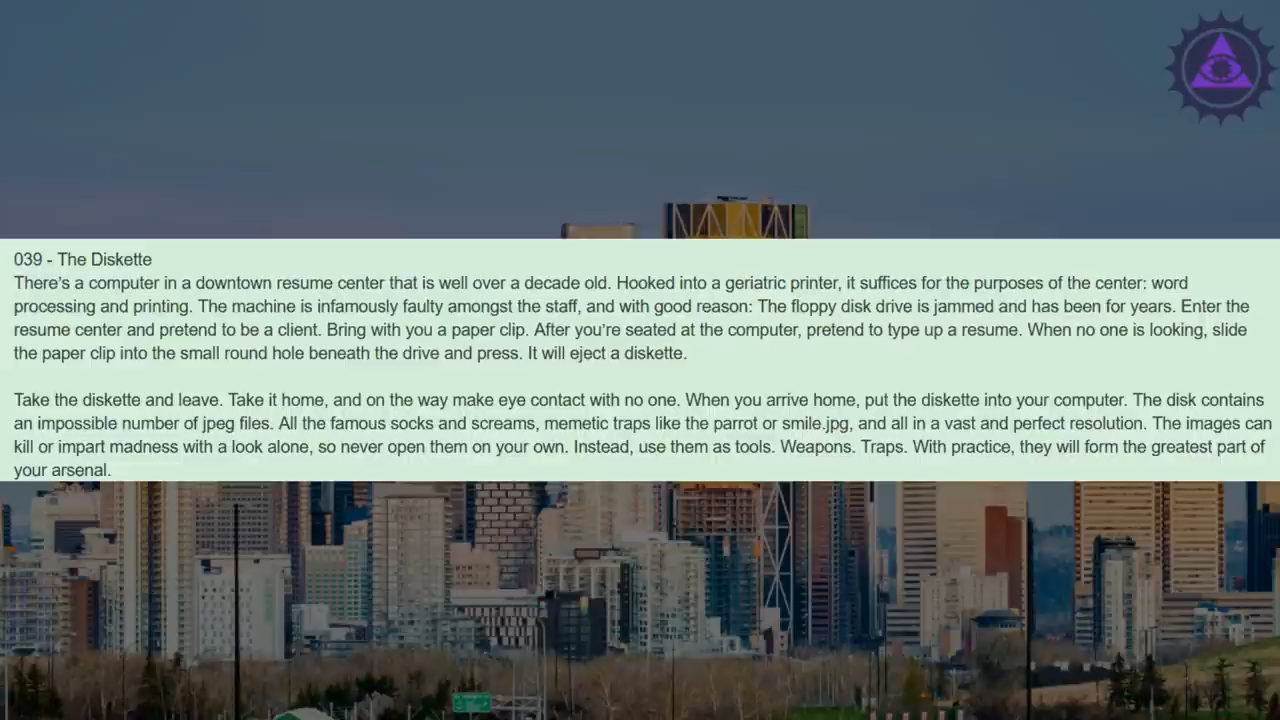 039 - The Diskette
There's a computer in a downtown resume center that is well over a decade old. Hooked into a geriatric printer, it suffices for the purposes of the center: word
processing and printing. The machine is infamously faulty amongst the staff, and with good reason: The floppy disk drive is jammed and has been for years. Enter the
resume center and pretend to be a client. Bring with you a paper clip. After you're seated at the computer, pretend to type up a resume. When no one is looking, slide
the paper clip into the small round hole beneath the drive and press. It will eject a diskette.
Take the diskette and leave. Take it home, and on the way make eye contact with no one. When you arrive home, put the diskette into your computer. The disk contains
an impossible number of jpeg files. All the famous socks and screams, memetic traps like the parrot or smile.jpg, and all in a vast and perfect resolution. The images can
kill or impart madness with a look alone, so never open them on your own. Instead, use them as tools. Weapons. Traps. With practice, they will form the greatest part of
your arsenal.